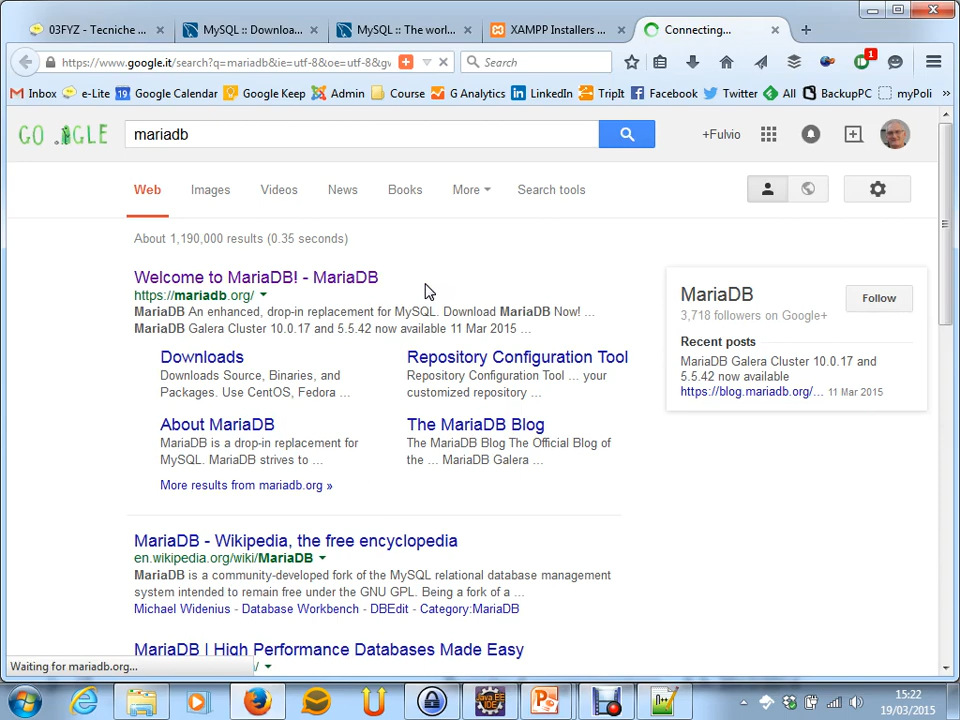 03FYZ - Tecniche ...
MySQL :: Downloa...
MySQL :: The worl...
XAMPP Installers ...
Connecting...
https://www.google.it/search?q=mariadb&ie=utf-8&oe=utf-8&gv
Search
1
Inbox
e-Lite
19
Google Calendar
Google Keep
Admin
Course
G Analytics
LinkedIn
TripIt
Facebook
Twitter
All
BackupPC
myPoli
»
mariadb
+Fulvio
Web
Images
Videos
News
Books
More
Search tools
About 1,190,000 results (0.35 seconds)
Welcome to MariaDB! - MariaDB
https://mariadb.org/
MariaDB An enhanced, drop-in replacement for MySQL. Download MariaDB Now! ...
MariaDB Galera Cluster 10.0.17 and 5.5.42 now available 11 Mar 2015 ...
Downloads
Downloads Source, Binaries, and
Packages. Use CentOS, Fedora ...
Repository Configuration Tool
Repository Configuration Tool ... your
customized repository ...
About MariaDB
MariaDB is a drop-in replacement for
MySQL. MariaDB strives to ...
The MariaDB Blog
The MariaDB Blog The Official Blog of
the ... MariaDB Galera ...
More results from mariadb.org »
MariaDB
3,718 followers on Google+
Follow
Recent posts
MariaDB Galera Cluster 10.0.17 and
5.5.42 now available
https://blog.mariadb.org/... 11 Mar 2015
MariaDB - Wikipedia, the free encyclopedia
en.wikipedia.org/wiki/MariaDB
MariaDB is a community-developed fork of the MySQL relational database management
system intended to remain free under the GNU GPL. Being a fork of a ...
Michael Widenius - Database Workbench - DBEdit - Category:MariaDB
MariaDB | High Performance Databases Made Easy
Waiting for mariadb.org...
Java EE
IDE
15:22
19/03/2015